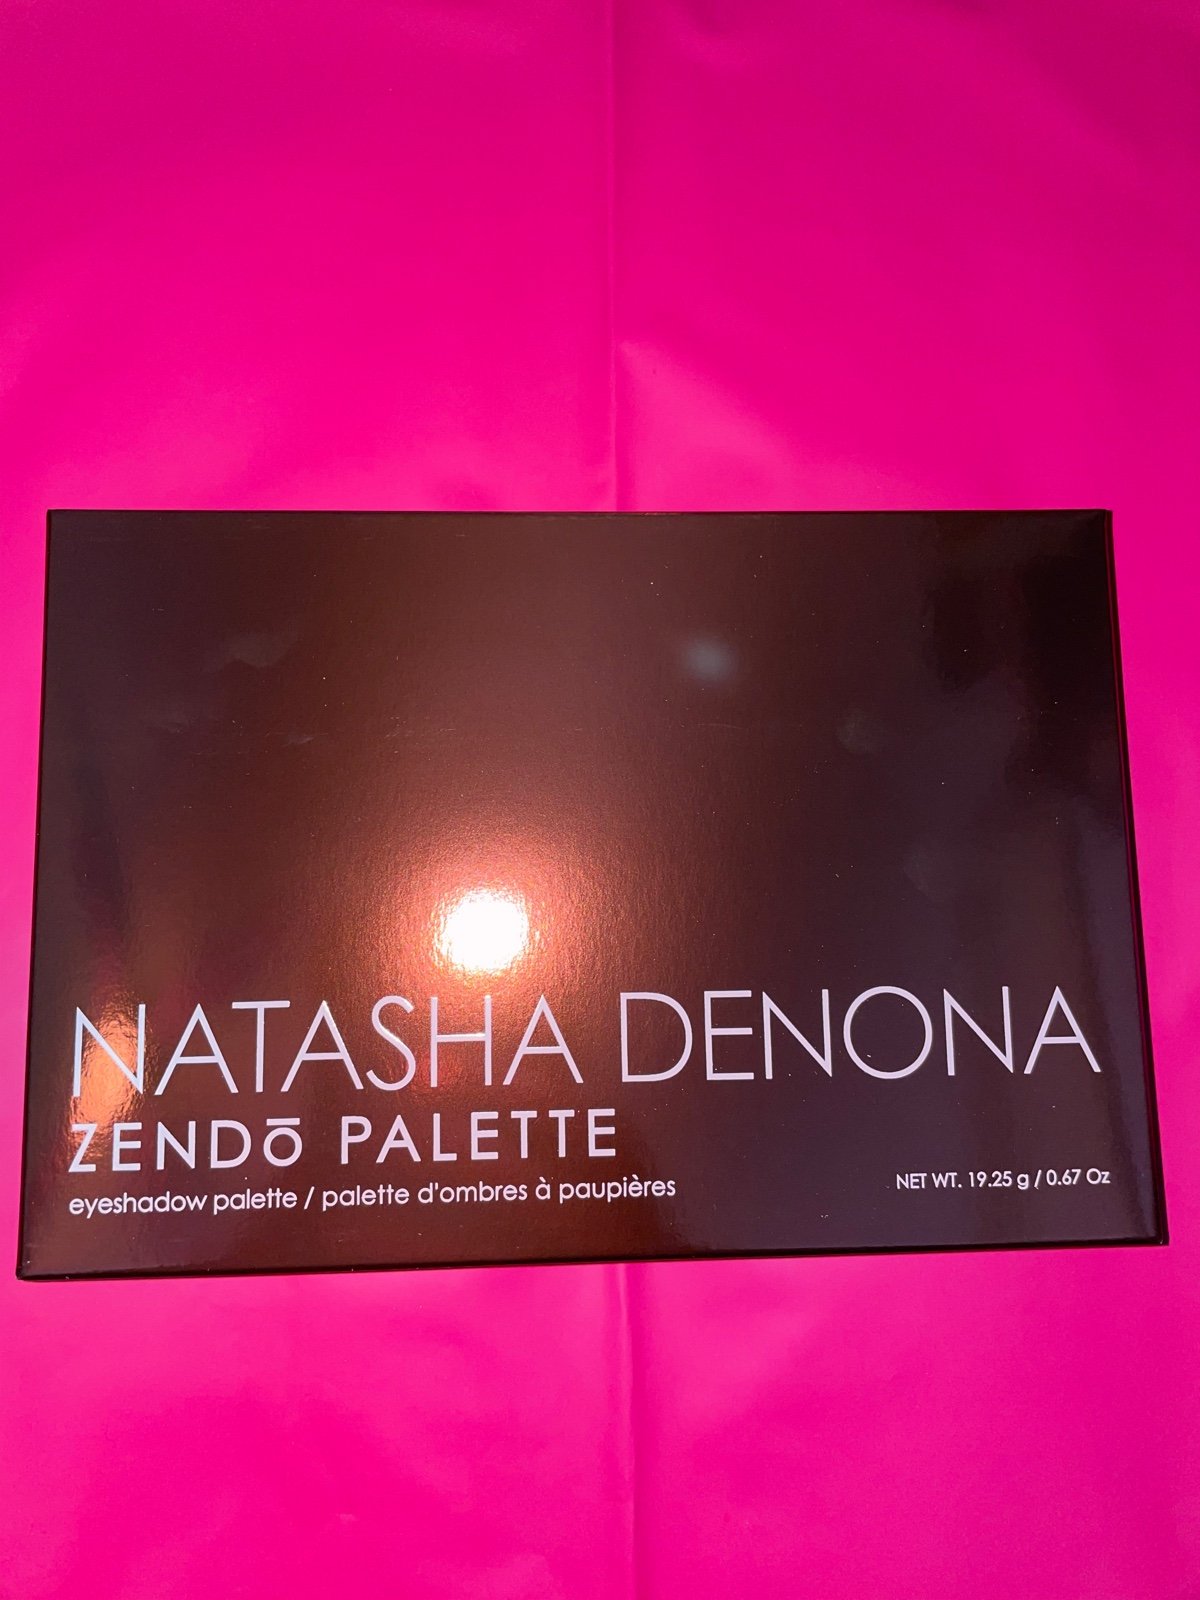 NATASHA DENONA
ZENDō PALETTE
eyeshadow palette / palette d'ombres à paupières
NET WT. 19.25 g / 0.67 Oz